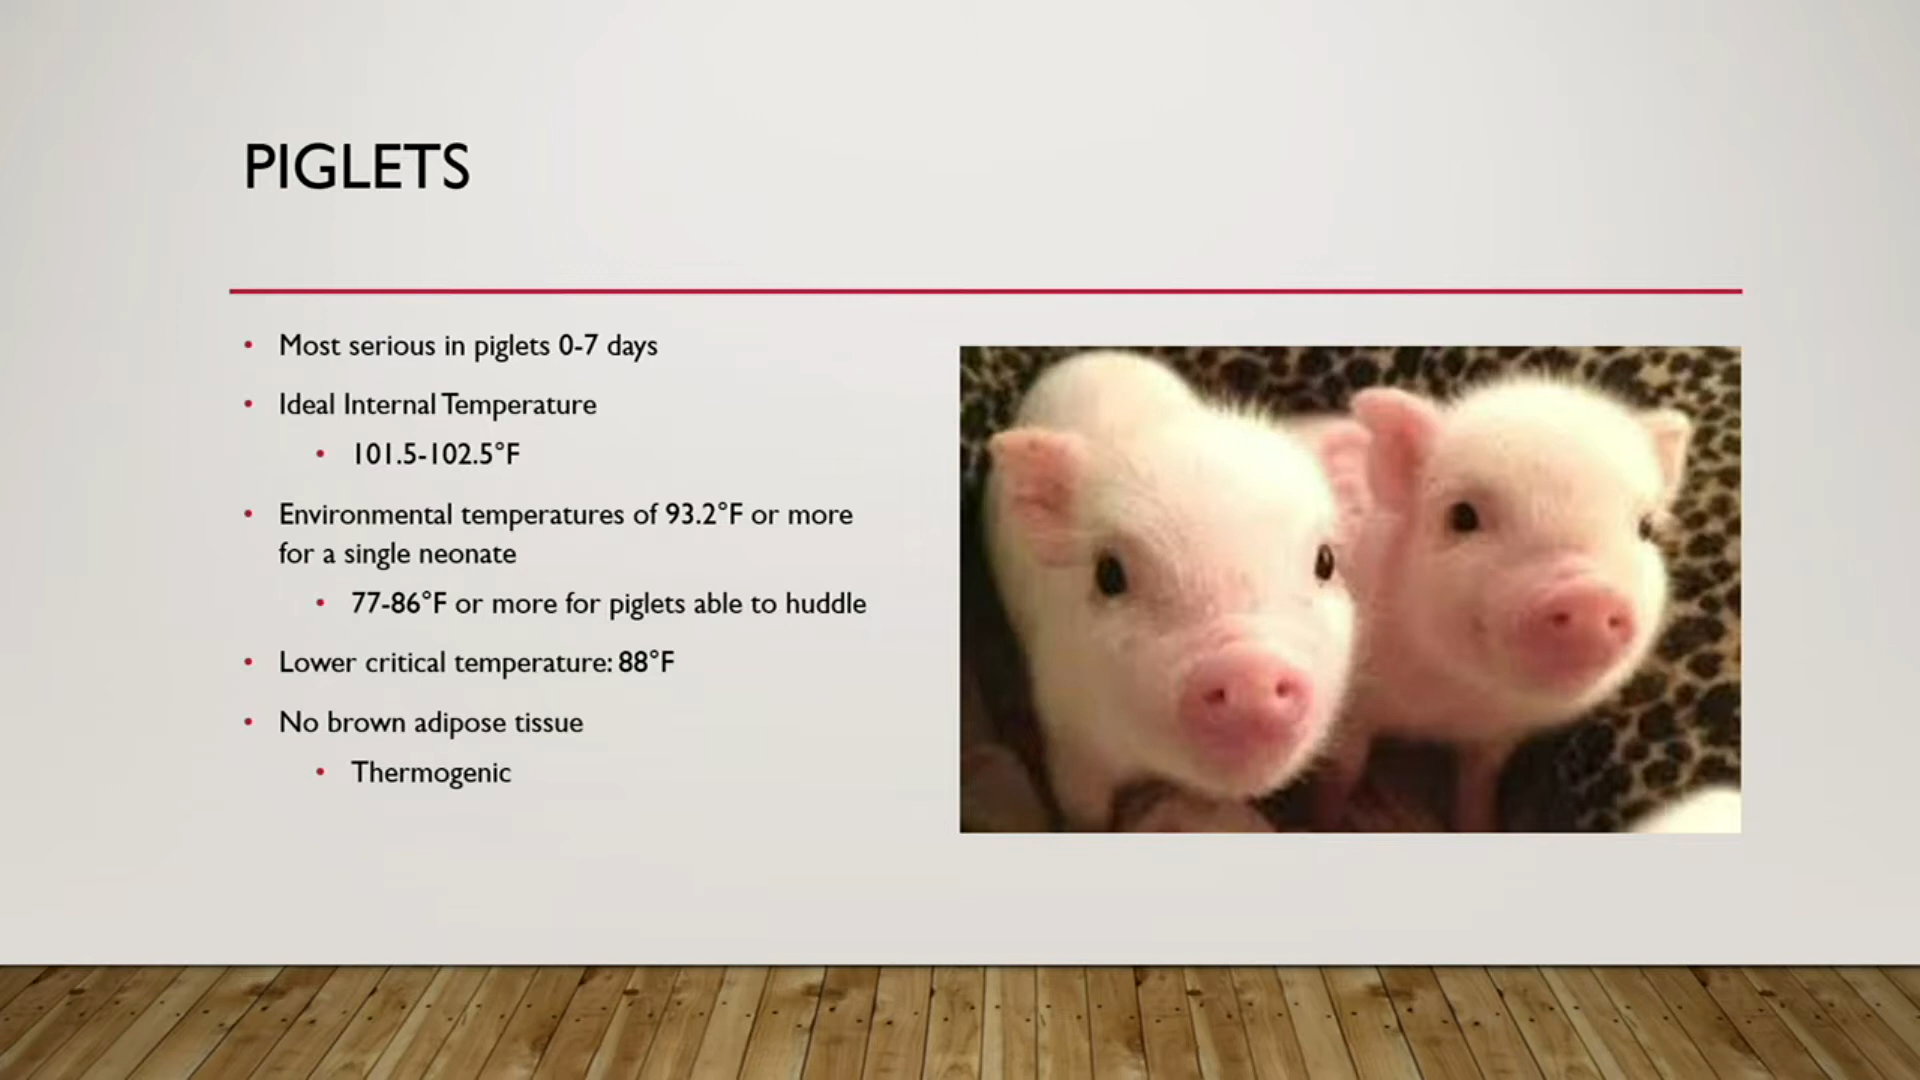 PIGLETS
• Most serious in piglets 0-7 days
• Ideal Internal Temperature
• 101.5-102.5°F
• Environmental temperatures of 93.2°F or more
for a single neonate
• 77-86°F or more for piglets able to huddle
• Lower critical temperature: 88°F
• No brown adipose tissue
• Thermogenic